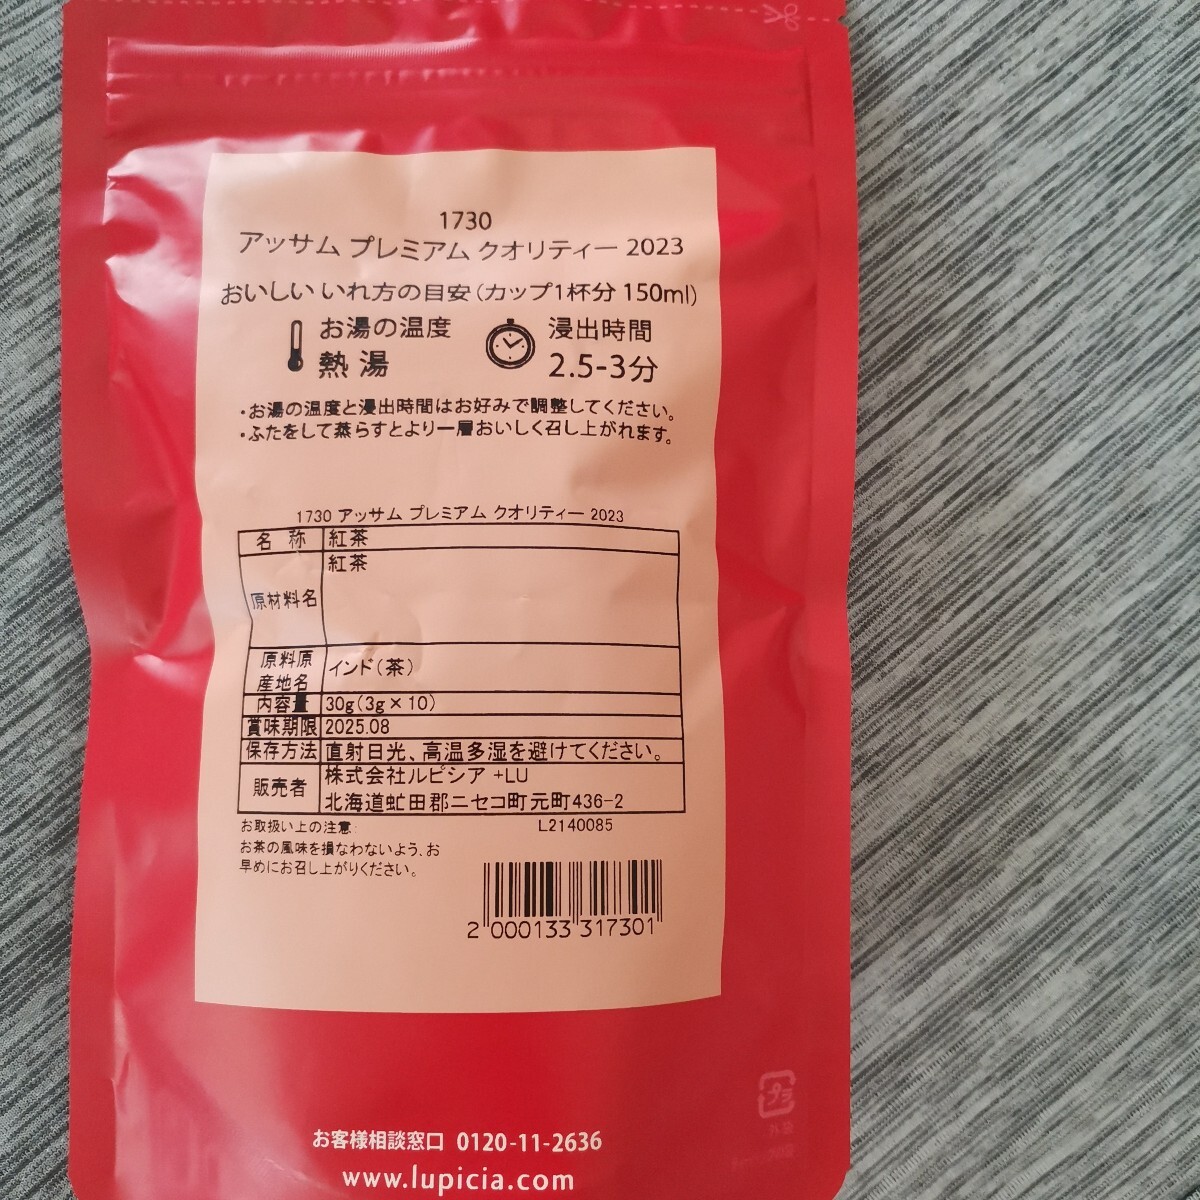 1730
アッサム プレミアム クオリティー 2023
おいしい いれ方の目安(カップ1杯分 150ml)
お湯の温度
熱湯
浸出時間
2.5-3分
・お湯の温度と浸出時間はお好みで調整してください。
・ふたをして蒸らすとより一層おいしく召し上がれます。
1730 アッサム プレミアム クオリティー 2023
名 称 紅茶
原材料名 紅茶
原料原産地名 インド(茶)
内容量 30g(3g×10)
賞味期限 2025.08
保存方法 直射日光、高温多湿を避けてください。
販売者 株式会社ルピシア +LU
北海道虻田郡ニセコ町元町436-2
お取扱い上の注意: L2140085
お茶の風味を損なわないよう、お
早めにお召し上がりください。
2 000133 317301
プラ
お客様相談窓口 0120-11-2636
www.lupicia.com